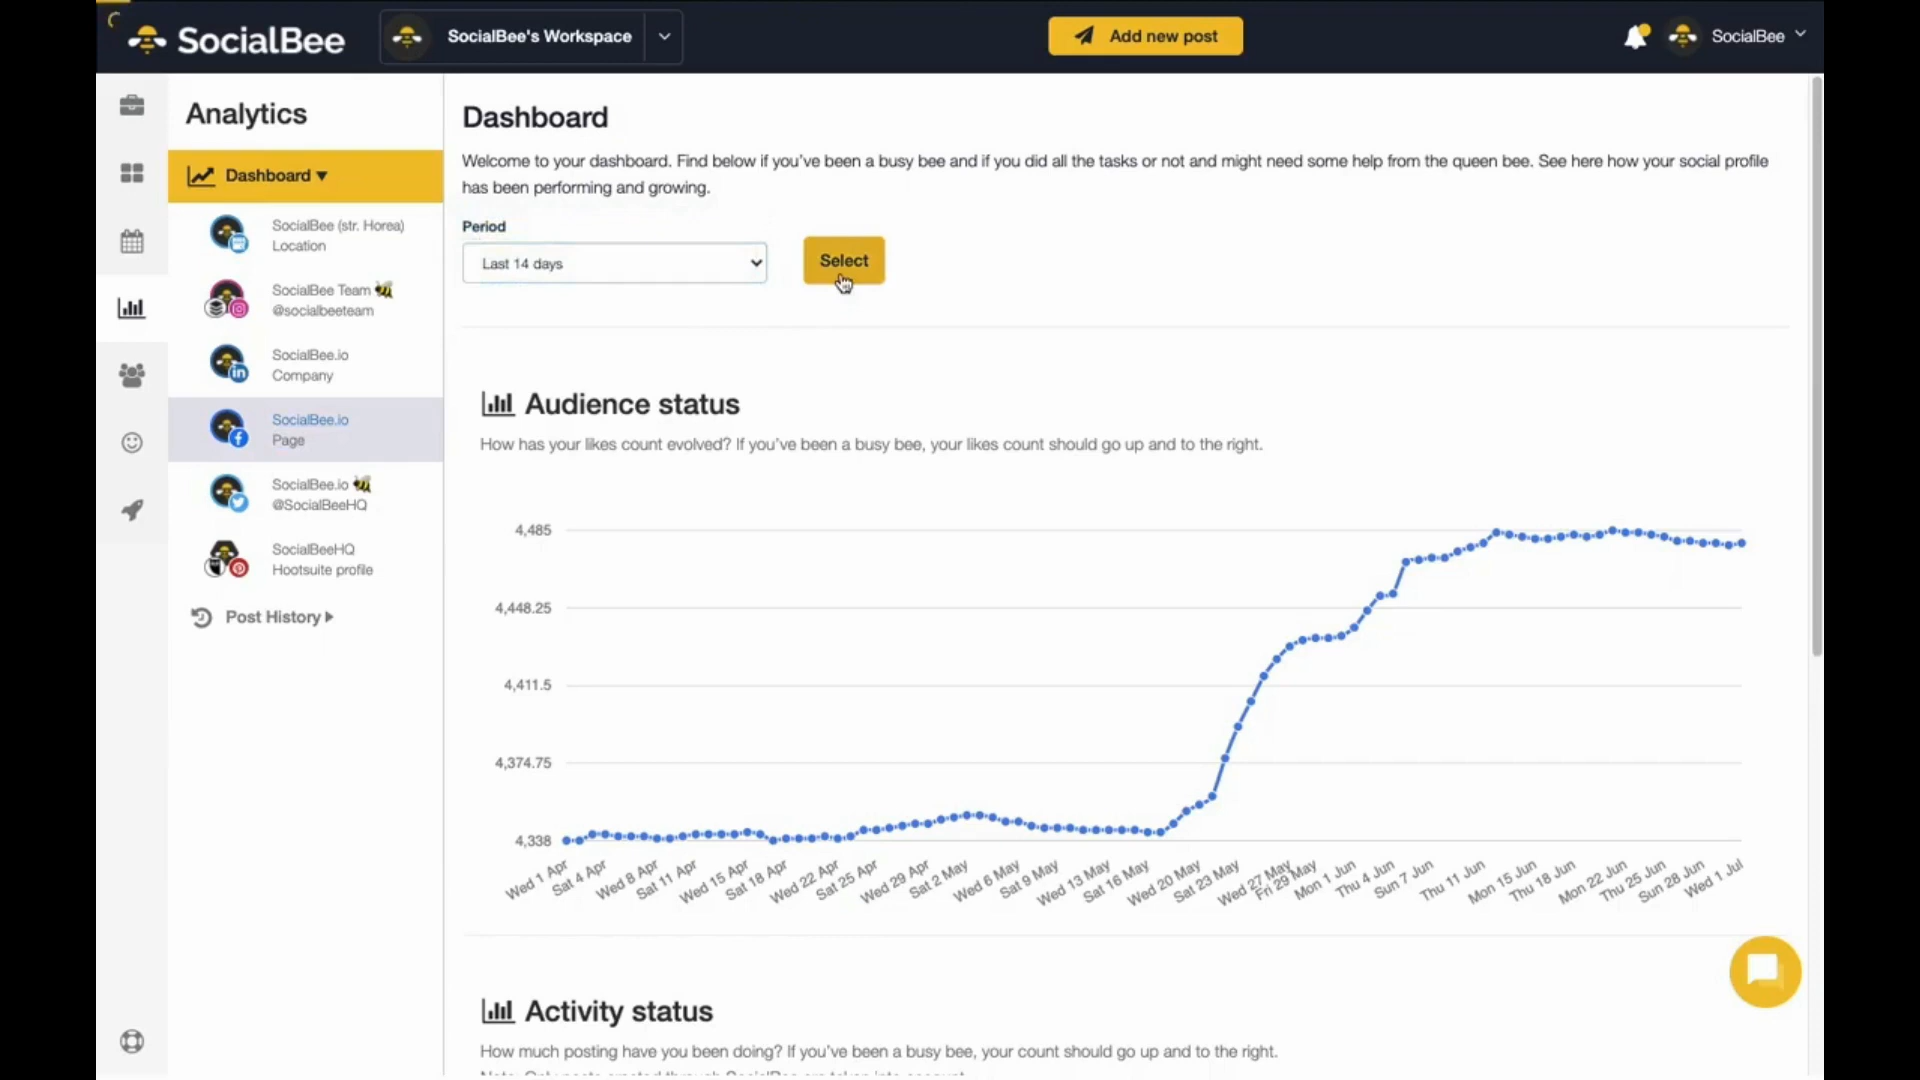 SocialBee
SocialBee's Workspace
Add new post
SocialBee
Analytics
Dashboard
SocialBee (str. Horea)
Location
SocialBee Team
@socialbeeteam
SocialBee.io
Company
SocialBee.io
Page
SocialBee.io
@SocialBeeHQ
SocialBeeHQ
Hootsuite profile
Post History
Dashboard
Welcome to your dashboard. Find below if you've been a busy bee and if you did all the tasks or not and might need some help from the queen bee. See here how your social profile
has been performing and growing.
Period
Last 14 days
Select
Audience status
How has your likes count evolved? If you've been a busy bee, your likes count should go up and to the right.
4,485
4,448.25
4,411.5
4,374.75
4,338
Wed 1 Apr
Sat 4 Apr
Wed 8 Apr
Sat 11 Apr
Wed 15 Apr
Sat 18 Apr
Wed 22 Apr
Sat 25 Apr
Wed 29 Apr
Sat 2 May
Wed 6 May
Sat 9 May
Wed 13 May
Sat 16 May
Wed 20 May
Sat 23 May
Wed 27 May
Fri 29 May
Mon 1 Jun
Thu 4 Jun
Sun 7 Jun
Thu 11 Jun
Mon 15 Jun
Thu 18 Jun
Mon 22 Jun
Thu 25 Jun
Sun 28 Jun
Wed 1 Jul
Activity status
How much posting have you been doing? If you've been a busy bee, your count should go up and to the right.